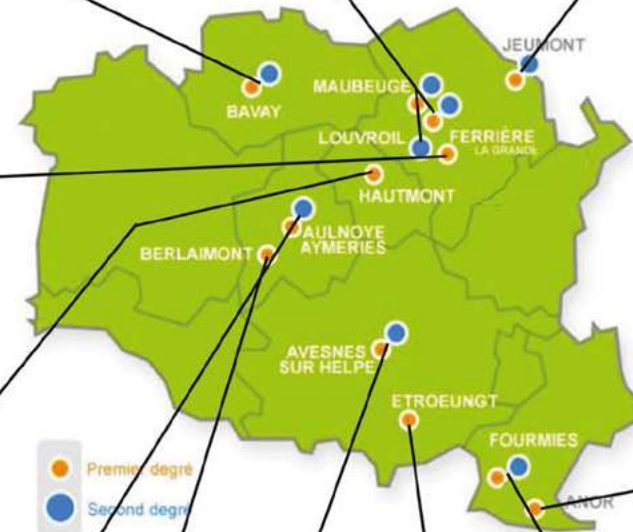 JEUMONT
MAUBEUGE
BAVAY
LOUVROIL
FERRIÈRE
LA GRANDE
HAUTMONT
AULNOYE
AYMERIES
BERLAIMONT
AVESNES
SUR HELPE
ETROEUNGT
FOURMIES
ANOR
Premier degré
Second degré